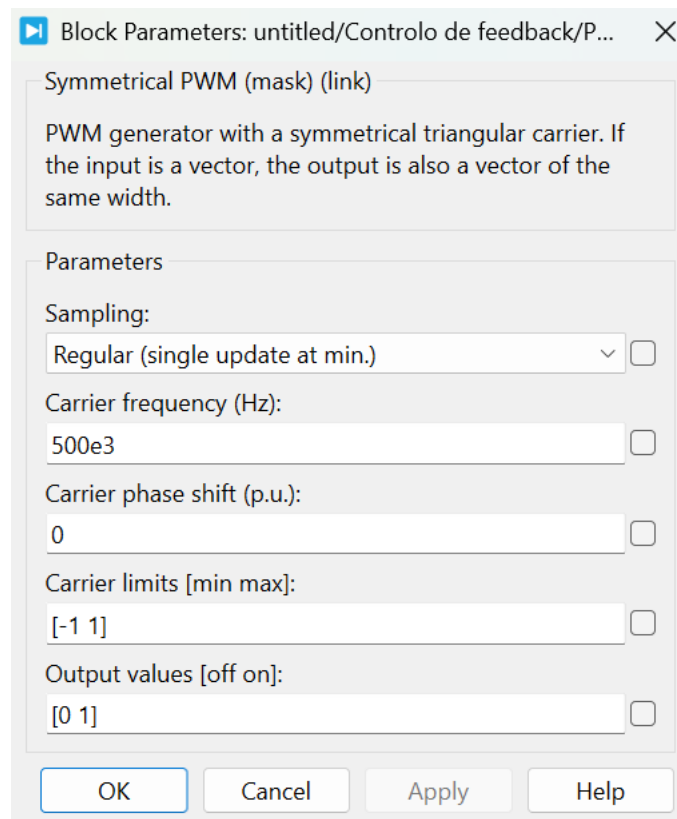 Block Parameters: untitled/Controlo de feedback/P...
Symmetrical PWM (mask) (link)
PWM generator with a symmetrical triangular carrier. If
the input is a vector, the output is also a vector of the
same width.
Parameters
Sampling:
Regular (single update at min.)
Carrier frequency (Hz):
500e3
Carrier phase shift (p.u.):
0
Carrier limits [min max]:
[-1 1]
Output values [off on]:
[0 1]
OK Cancel Apply Help